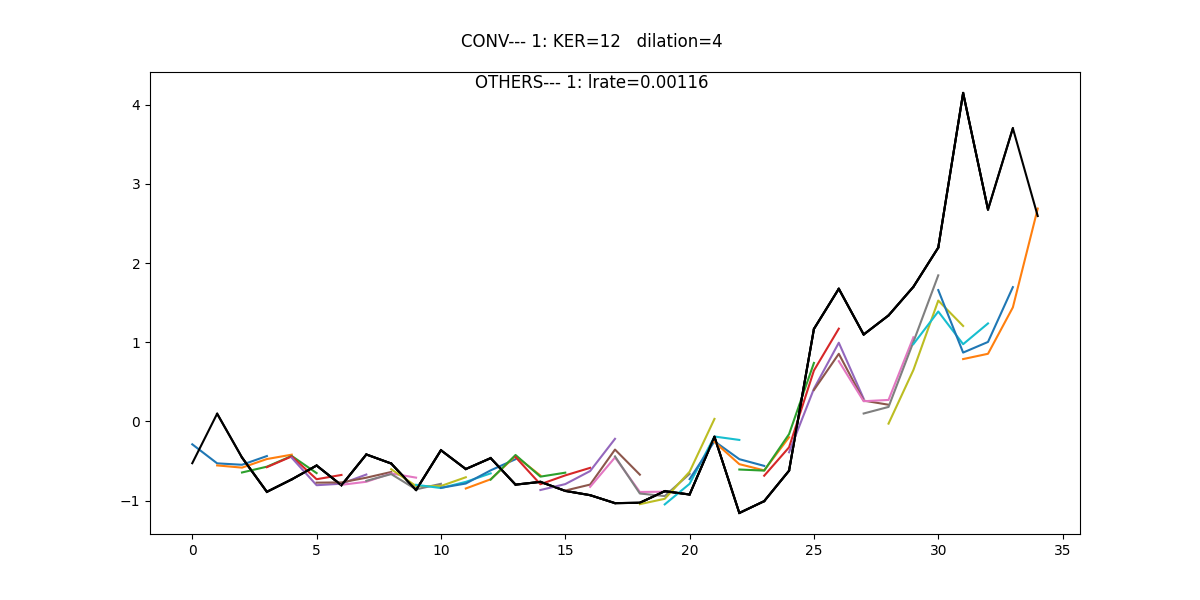 CONV--- 1: KER=12   dilation=4
OTHERS--- 1: lrate=0.00116
4
3
2
1
0
−1
0 5 10 15 20 25 30 35